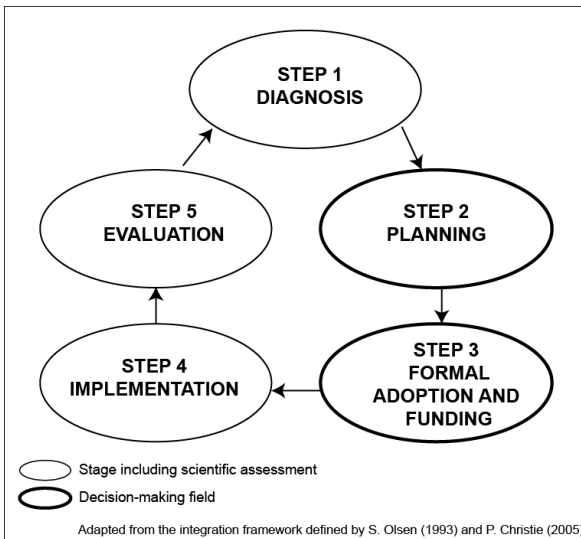 STEP 1
DIAGNOSIS
STEP 2
PLANNING
STEP 3
FORMAL
ADOPTION AND
FUNDING
STEP 4
IMPLEMENTATION
STEP 5
EVALUATION
Stage including scientific assessment
Decision-making field
Adapted from the integration framework defined by S. Olsen (1993) and P. Christie (2005)